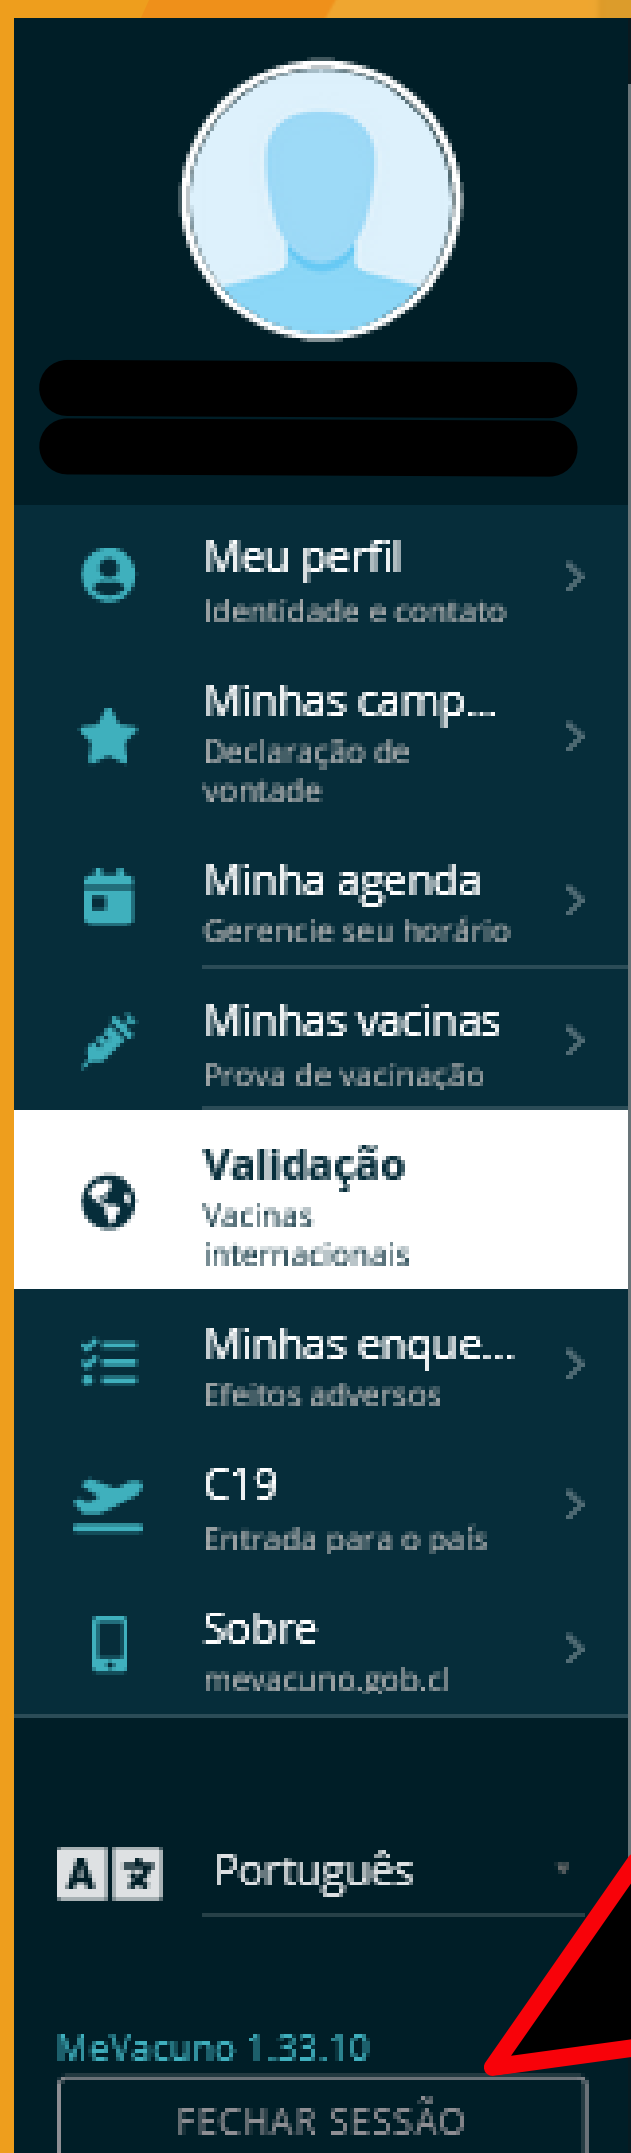 Meu perfil
Identidade e contato
Minhas camp...
Declaração de
vontade
Minha agenda
Gerencie seu horário
Minhas vacinas
Prova de vacinação
Validação
Vacinas
internacionais
Minhas enque...
Efeitos adversos
C19
Entrada para o país
Sobre
mevacuno.gob.cl
Português
MeVacuno 1.33.10
FECHAR SESSÃO